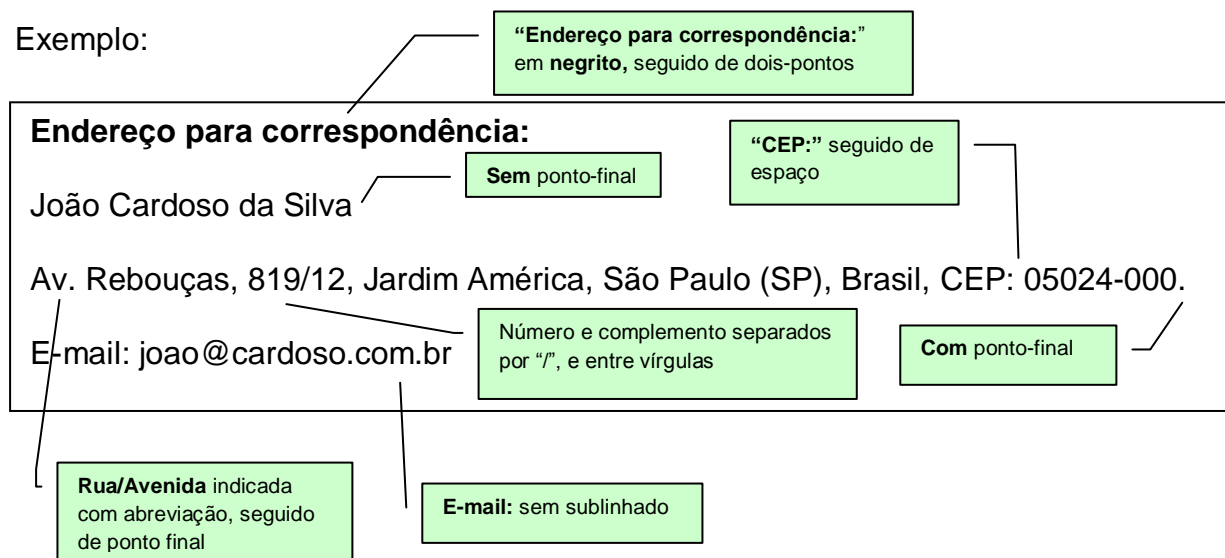 Exemplo:
“Endereço para correspondência:”
em negrito, seguido de dois-pontos
Endereço para correspondência:
“CEP:” seguido de
espaço
Sem ponto-final
João Cardoso da Silva
Av. Rebouças, 819/12, Jardim América, São Paulo (SP), Brasil, CEP: 05024-000.
Número e complemento separados
por “/”, e entre vírgulas
Com ponto-final
E-mail: joao@cardoso.com.br
Rua/Avenida indicada
com abreviação, seguido
de ponto final
E-mail: sem sublinhado